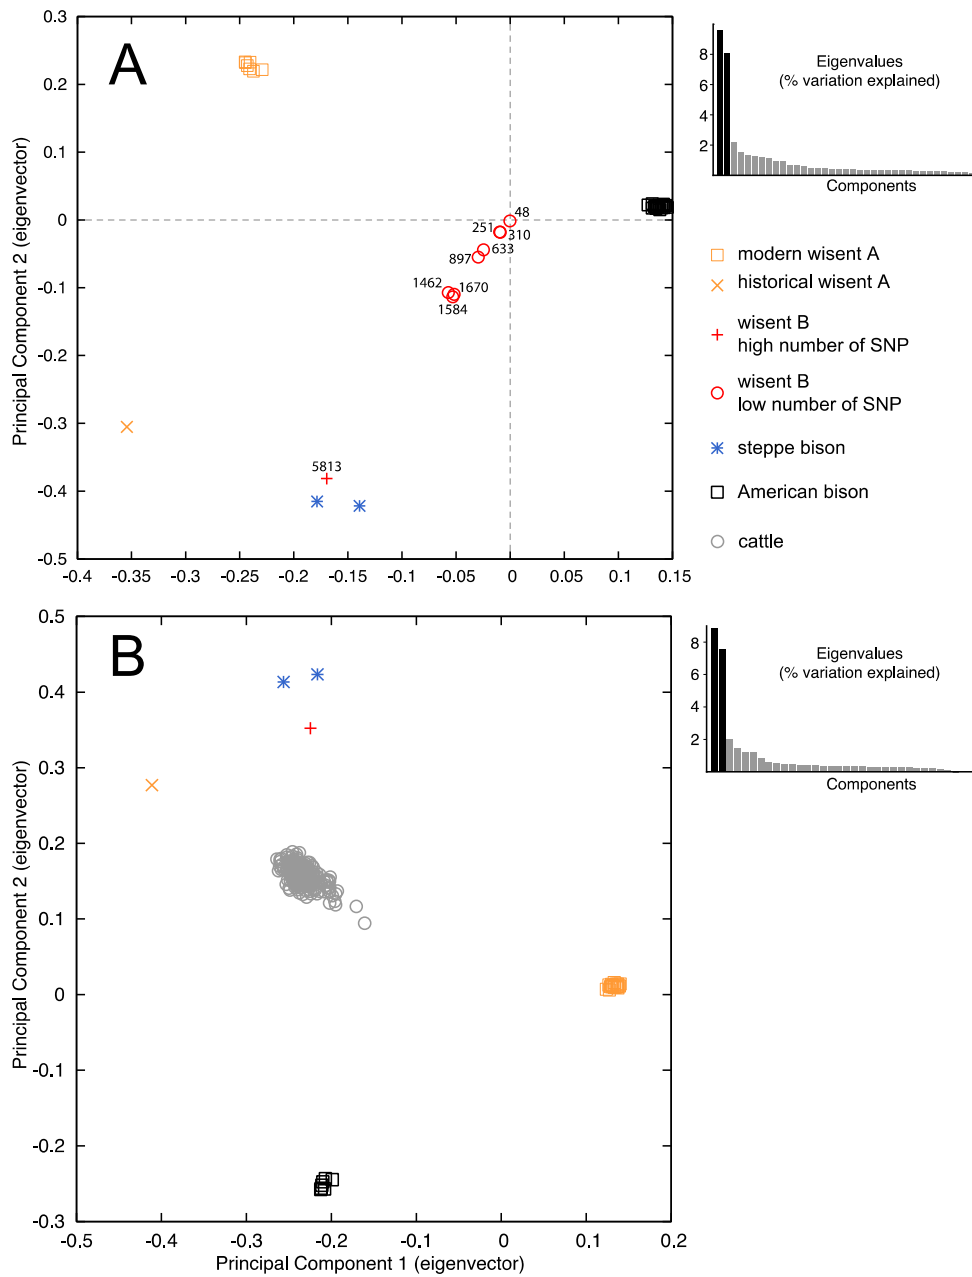 A
Principal Component 2 (eigenvector)
0.3
0.2
0.1
0
-0.1
-0.2
-0.3
-0.4
-0.5
-0.4
-0.35
-0.3
-0.25
-0.2
-0.15
-0.1
-0.05
0
0.05
0.1
0.15
48
251
310
633
897
1462
1670
1584
5813
Eigenvalues
(% variation explained)
8
6
4
2
Components
modern wisent A
historical wisent A
wisent B
high number of SNP
wisent B
low number of SNP
steppe bison
American bison
cattle
B
Principal Component 2 (eigenvector)
0.5
0.4
0.3
0.2
0.1
0
-0.1
-0.2
-0.3
-0.5
-0.4
-0.3
-0.2
-0.1
0
0.1
0.2
Principal Component 1 (eigenvector)
Eigenvalues
(% variation explained)
8
6
4
2
Components